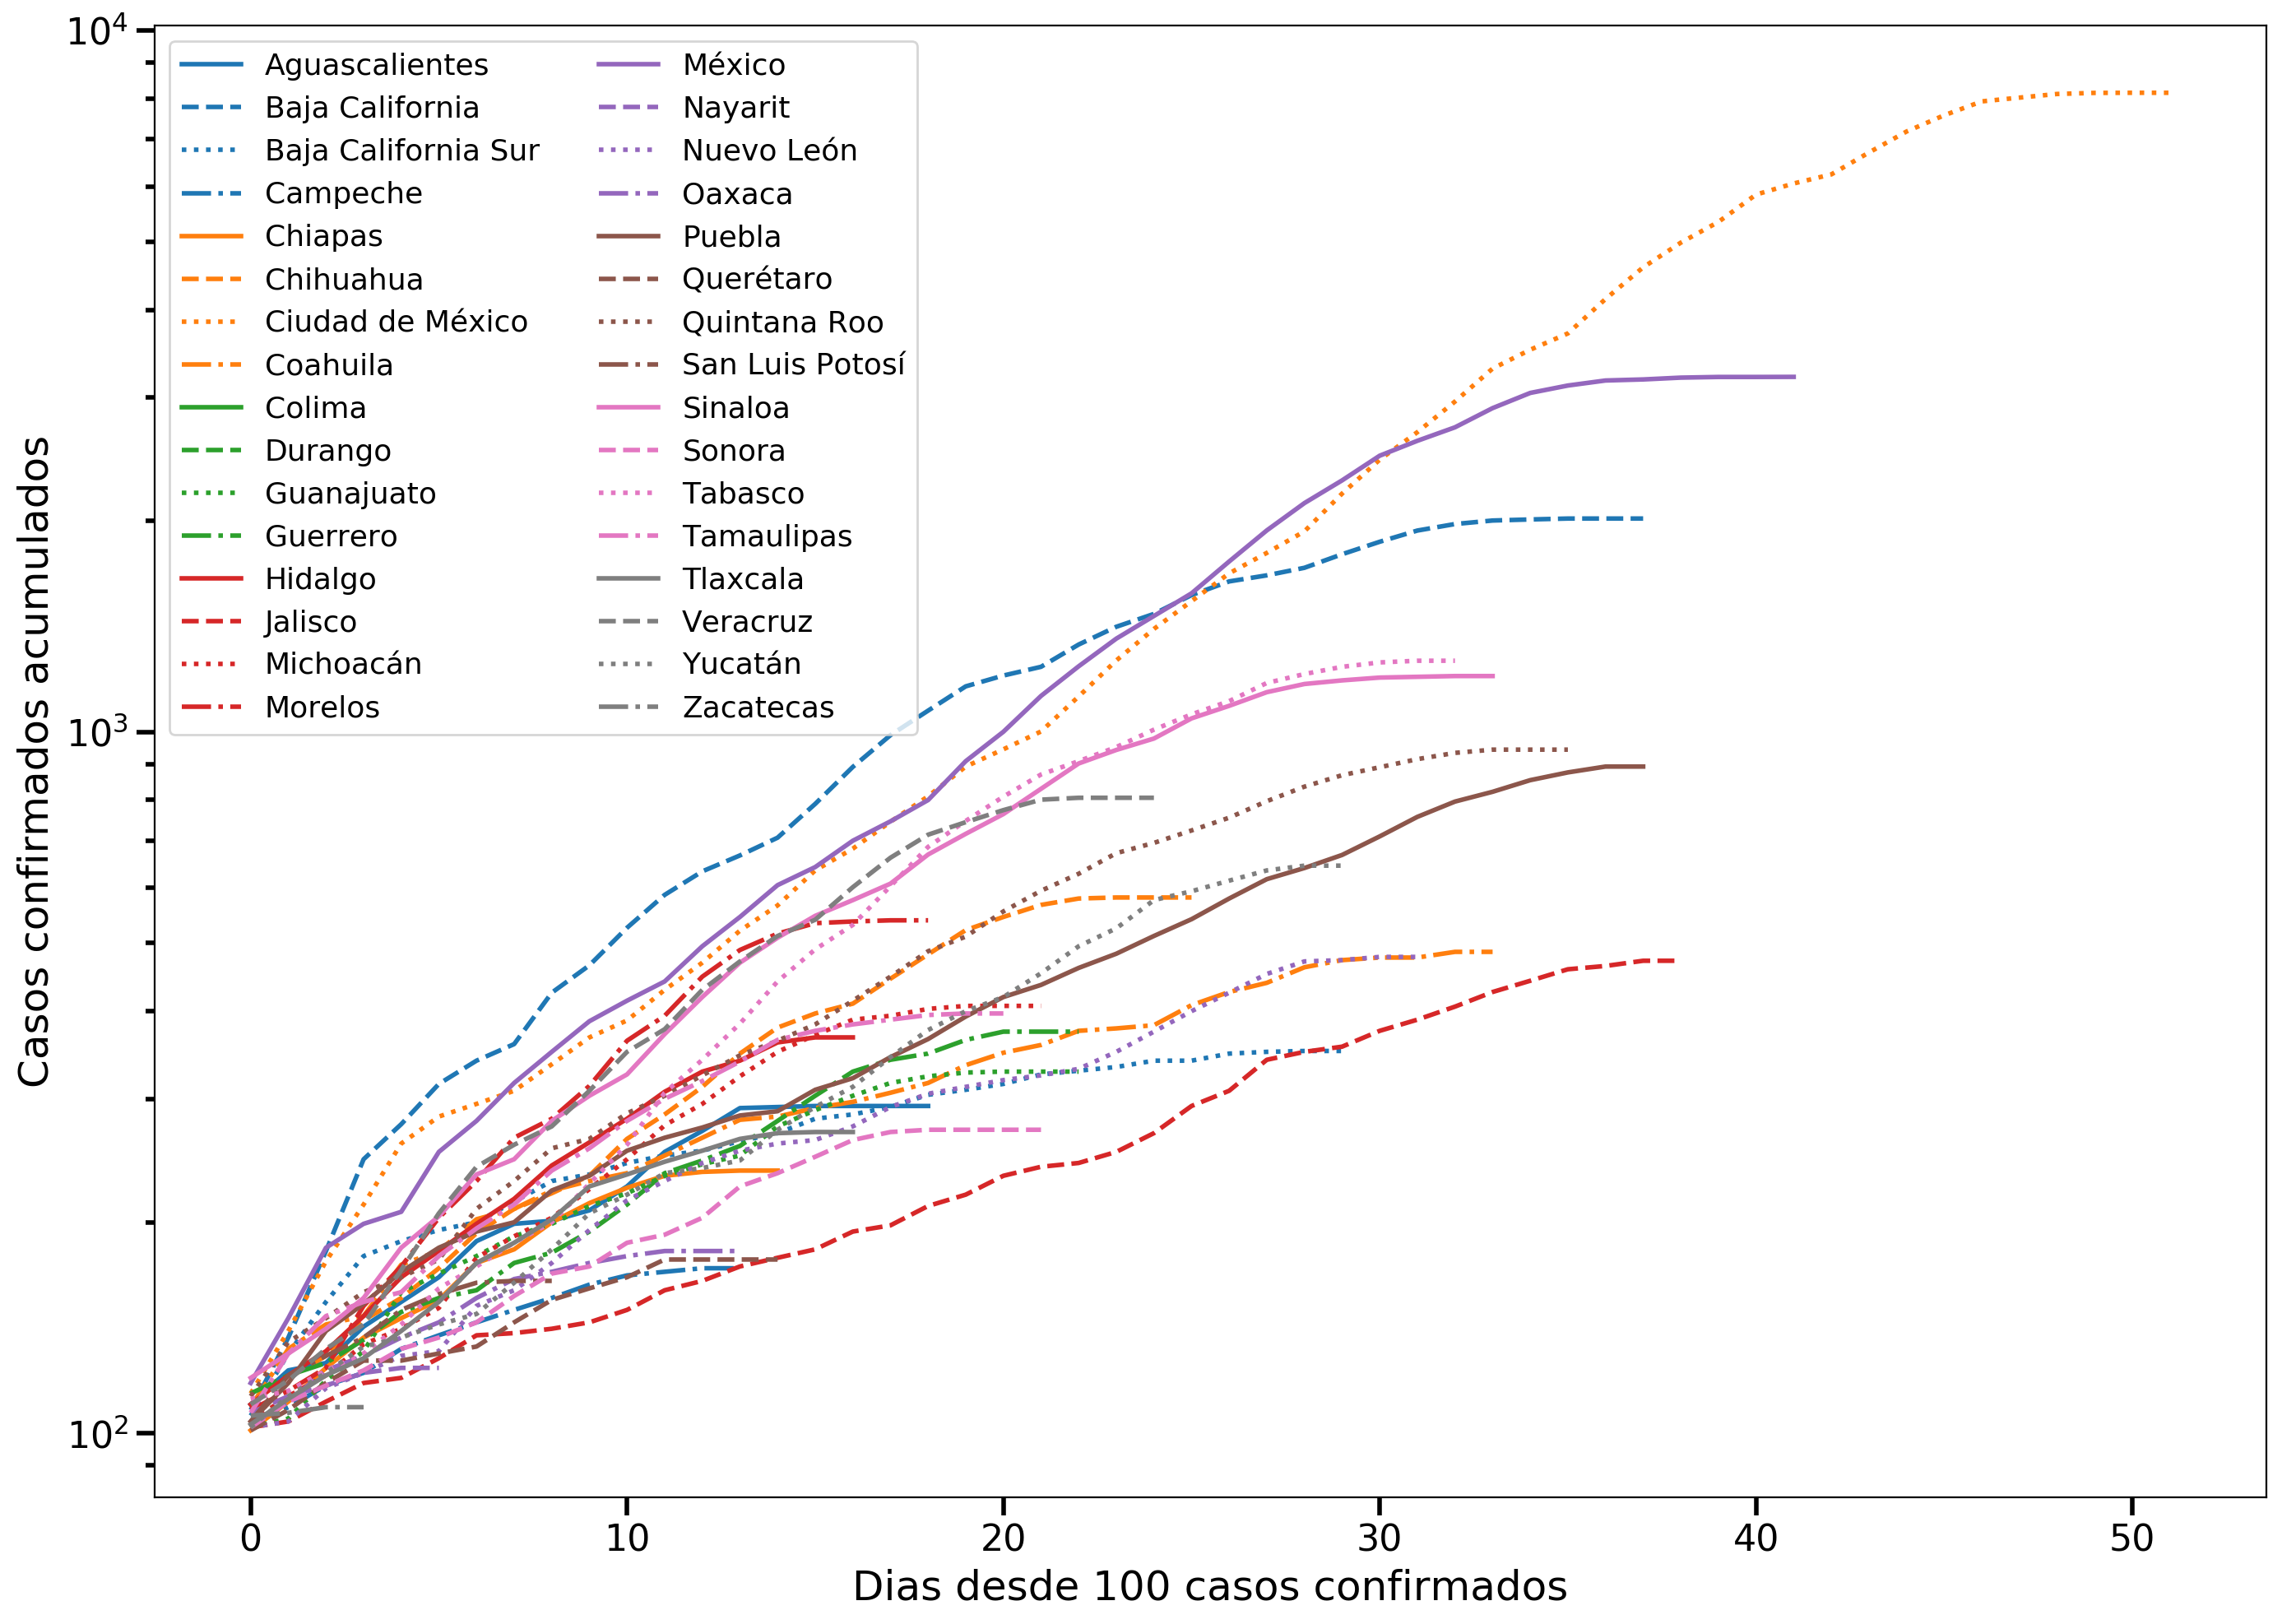 10⁴
10³
10²
Casos confirmados acumulados
Aguascalientes
Baja California
Baja California Sur
Campeche
Chiapas
Chihuahua
Ciudad de México
Coahuila
Colima
Durango
Guanajuato
Guerrero
Hidalgo
Jalisco
Michoacán
Morelos
México
Nayarit
Nuevo León
Oaxaca
Puebla
Querétaro
Quintana Roo
San Luis Potosí
Sinaloa
Sonora
Tabasco
Tamaulipas
Tlaxcala
Veracruz
Yucatán
Zacatecas
0 10 20 30 40 50
Dias desde 100 casos confirmados